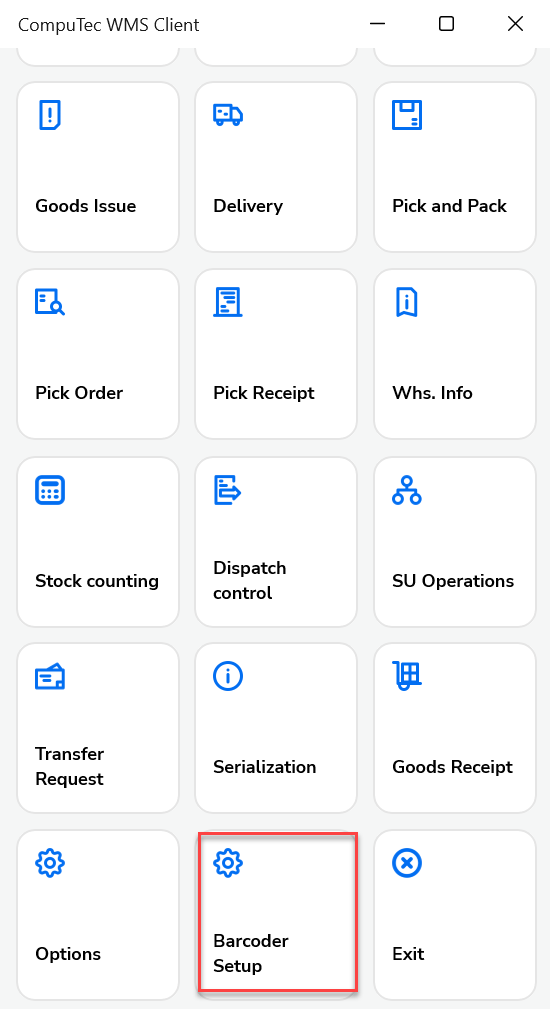 CompuTec WMS Client
Goods Issue
Delivery
Pick and Pack
Pick Order
Pick Receipt
Whs. Info
Stock counting
Dispatch
control
SU Operations
Transfer
Request
Serialization
Goods Receipt
Options
Barcoder
Setup
Exit